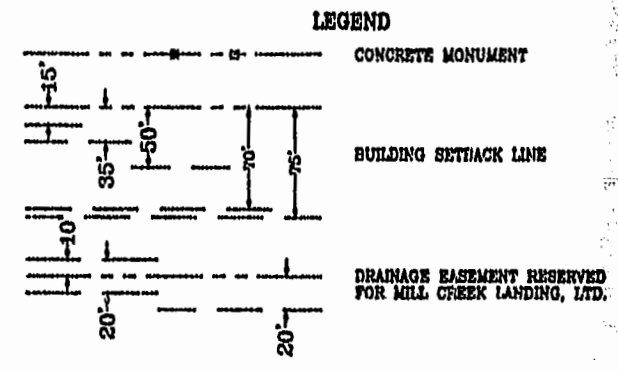 LEGEND
CONCRETE MONUMENT
15'
50'
35'
70'
75'
BUILDING SETBACK LINE
10'
DRAINAGE EASEMENT RESERVED
FOR MILL CREEK LANDING, LTD.
20'
20'